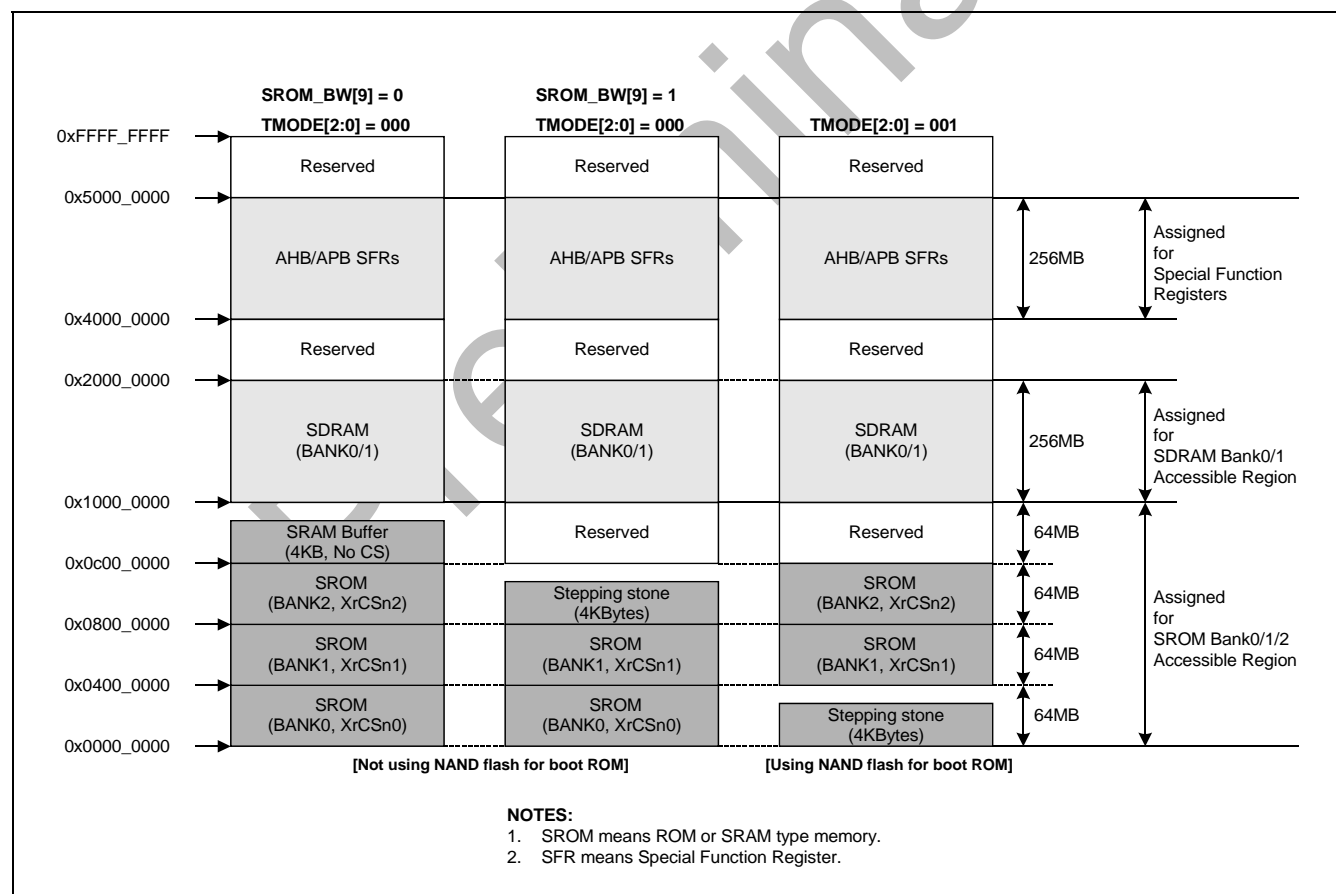 SROM_BW[9] = 0
SROM_BW[9] = 1
TMODE[2:0] = 000
TMODE[2:0] = 000
TMODE[2:0] = 001
0xFFFF_FFFF
Reserved
Reserved
Reserved
0x5000_0000
AHB/APB SFRs
AHB/APB SFRs
AHB/APB SFRs
256MB
Assigned
for
Special Function
Registers
0x4000_0000
Reserved
Reserved
Reserved
0x2000_0000
SDRAM
(BANK0/1)
SDRAM
(BANK0/1)
SDRAM
(BANK0/1)
256MB
Assigned
for
SDRAM Bank0/1
Accessible Region
0x1000_0000
SRAM Buffer
(4KB, No CS)
Reserved
Reserved
64MB
0x0c00_0000
SROM
(BANK2, XrCSn2)
Stepping stone
(4KBytes)
SROM
(BANK2, XrCSn2)
64MB
0x0800_0000
SROM
(BANK1, XrCSn1)
SROM
(BANK1, XrCSn1)
SROM
(BANK1, XrCSn1)
64MB
Assigned
for
SROM Bank0/1/2
Accessible Region
0x0400_0000
SROM
(BANK0, XrCSn0)
SROM
(BANK0, XrCSn0)
Stepping stone
(4KBytes)
64MB
0x0000_0000
[Not using NAND flash for boot ROM]
[Using NAND flash for boot ROM]
NOTES:
1. SROM means ROM or SRAM type memory.
2. SFR means Special Function Register.